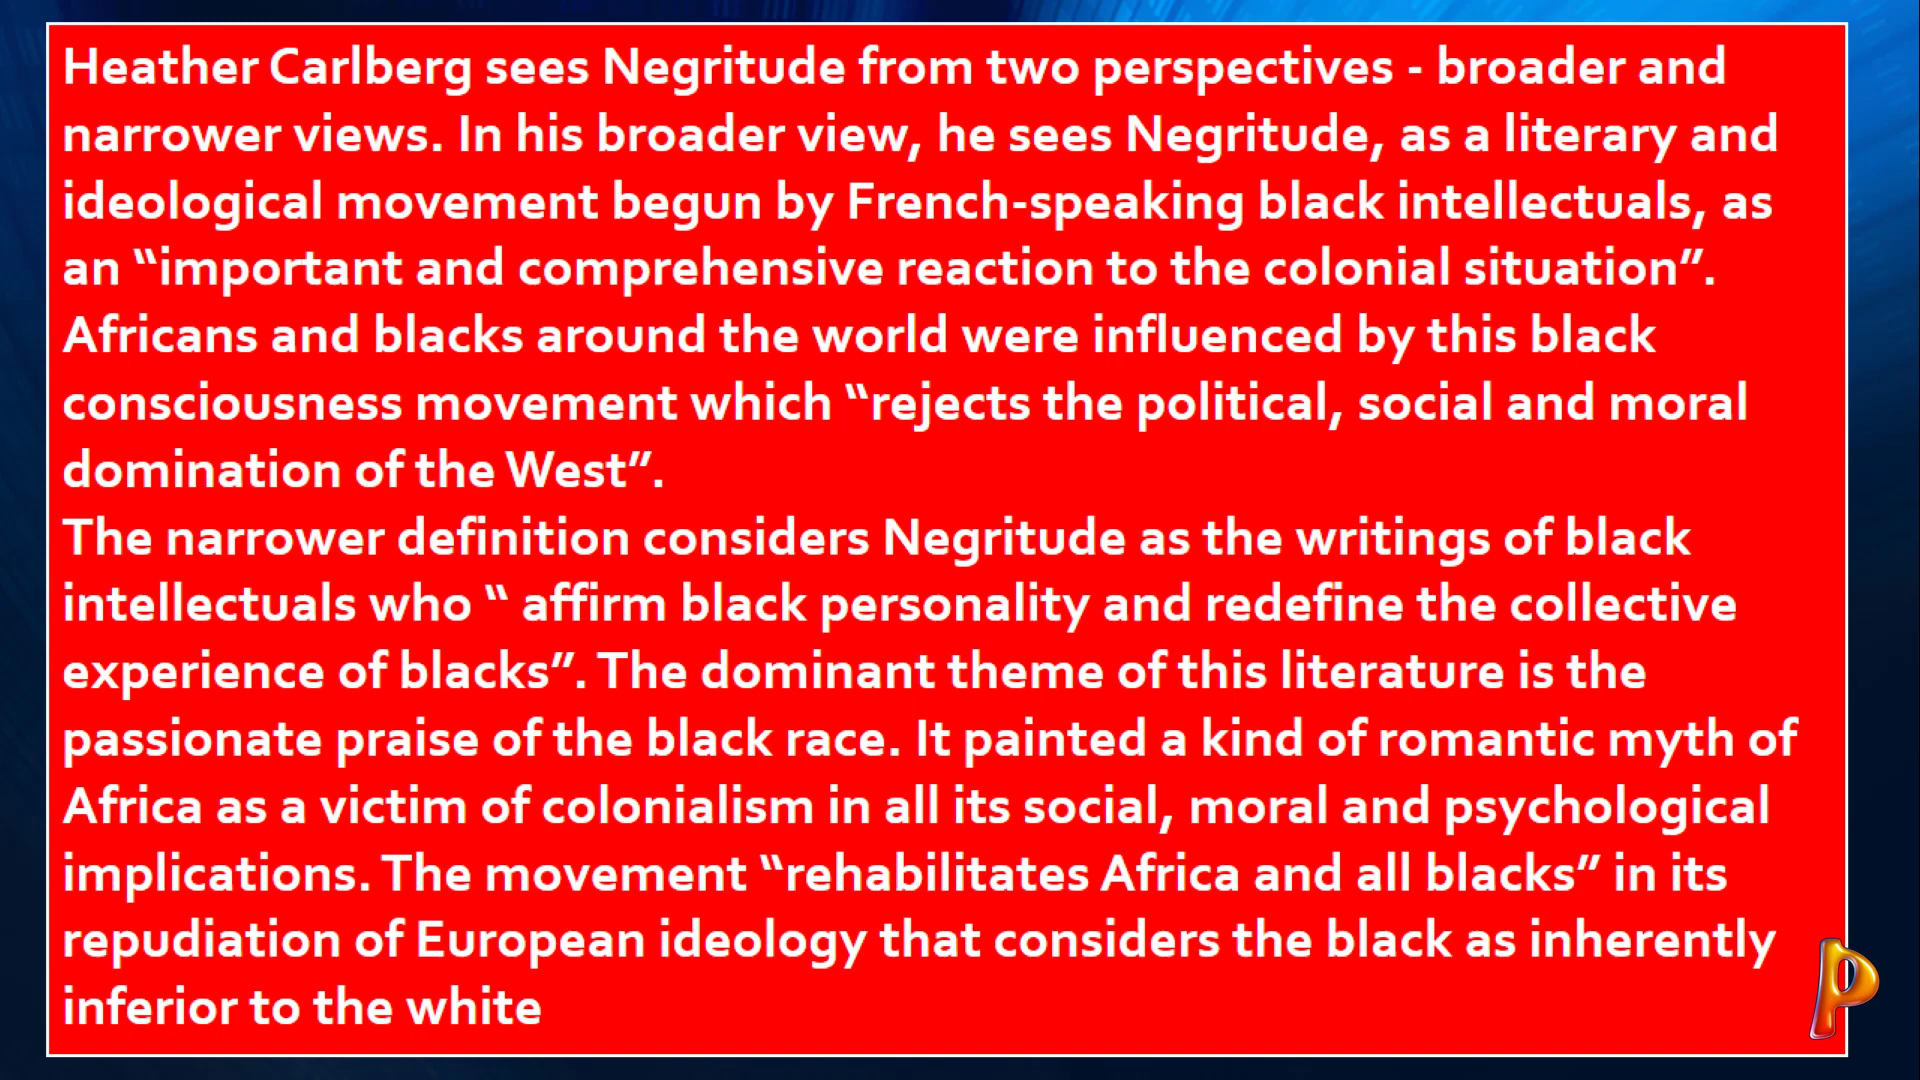 Heather Carlberg sees Negritude from two perspectives - broader and
narrower views. In his broader view, he sees Negritude, as a literary and
ideological movement begun by French-speaking black intellectuals, as
an “important and comprehensive reaction to the colonial situation”.
Africans and blacks around the world were influenced by this black
consciousness movement which “rejects the political, social and moral
domination of the West”.
The narrower definition considers Negritude as the writings of black
intellectuals who “ affirm black personality and redefine the collective
experience of blacks”. The dominant theme of this literature is the
passionate praise of the black race. It painted a kind of romantic myth of
Africa as a victim of colonialism in all its social, moral and psychological
implications. The movement “rehabilitates Africa and all blacks” in its
repudiation of European ideology that considers the black as inherently
inferior to the white
P